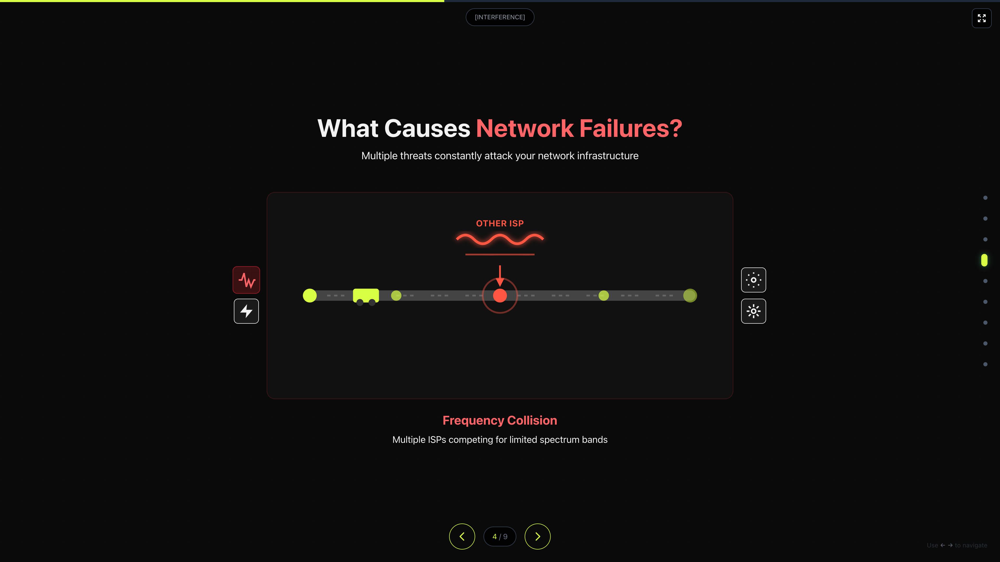 [INTERFERENCE]
What Causes Network Failures?
Multiple threats constantly attack your network infrastructure
OTHER ISP
Frequency Collision
Multiple ISPs competing for limited spectrum bands
4 / 9
Use ← → to navigate